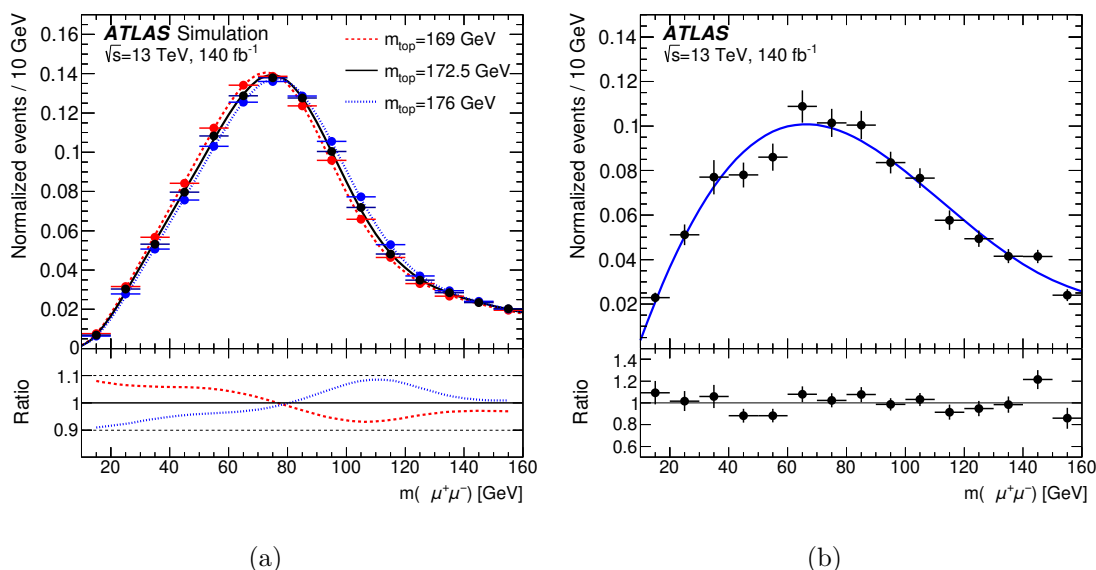 ATLAS Simulation
√s=13 TeV, 140 fb⁻¹
m_top=169 GeV
m_top=172.5 GeV
m_top=176 GeV
Normalized events / 10 GeV
0.16
0.14
0.12
0.1
0.08
0.06
0.04
0.02
0
Ratio
1.1
1
0.9
20 40 60 80 100 120 140 160
m( μ⁺μ⁻) [GeV]
(a)
ATLAS
√s=13 TeV, 140 fb⁻¹
Normalized events / 10 GeV
0.14
0.12
0.1
0.08
0.06
0.04
0.02
Ratio
1.4
1.2
1.0
0.8
0.6
20 40 60 80 100 120 140 160
m( μ⁺μ⁻) [GeV]
(b)